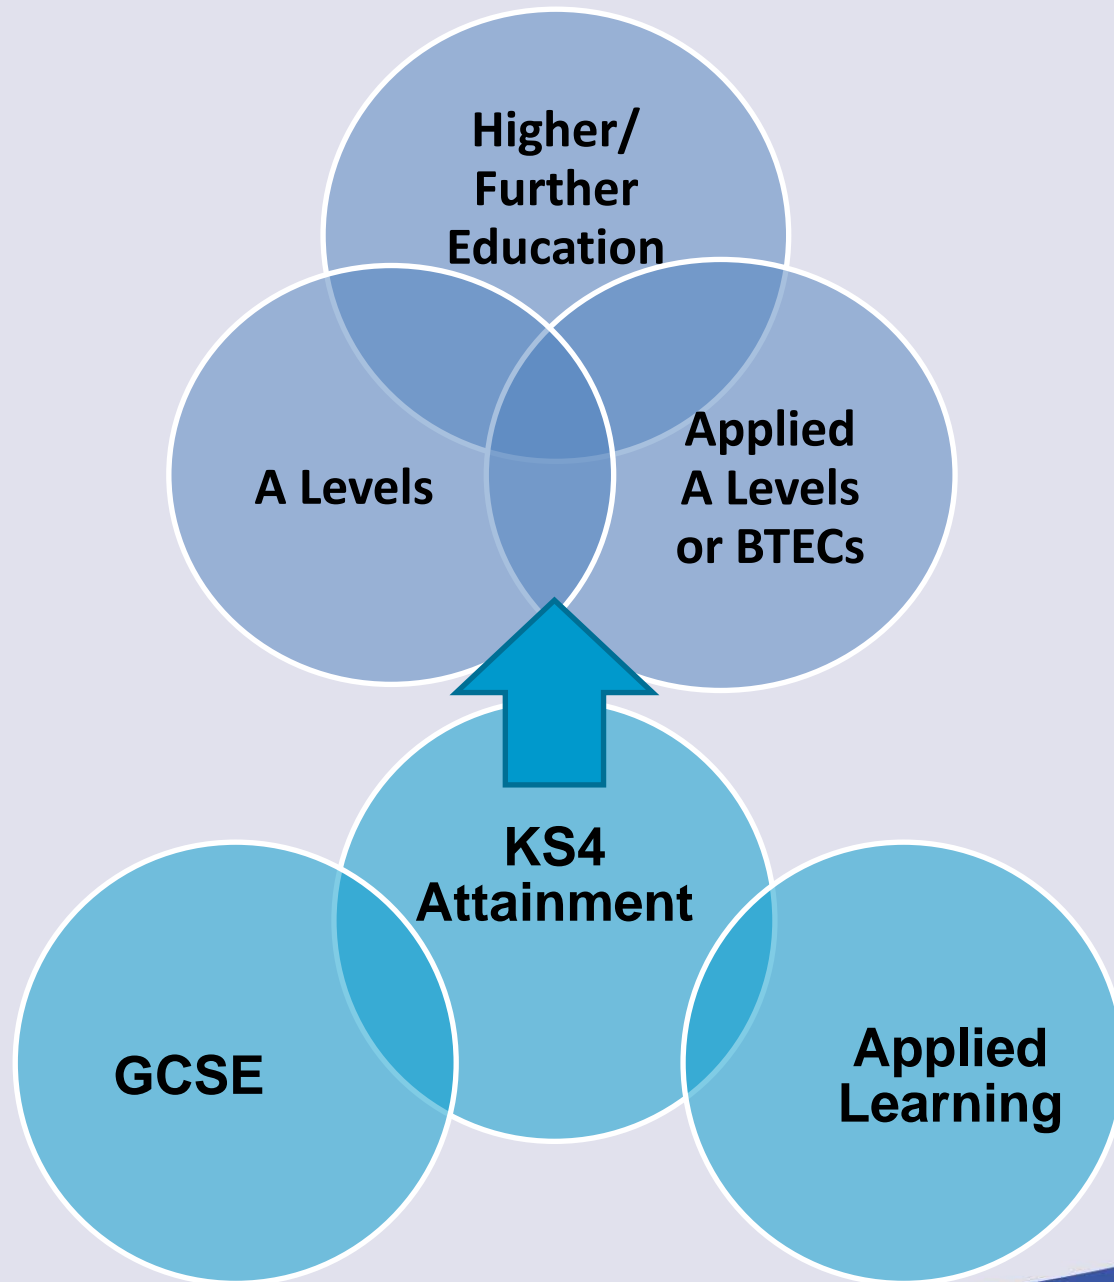 Higher/
Further
Education
A Levels
Applied
A Levels
or BTECs
KS4
Attainment
GCSE
Applied
Learning